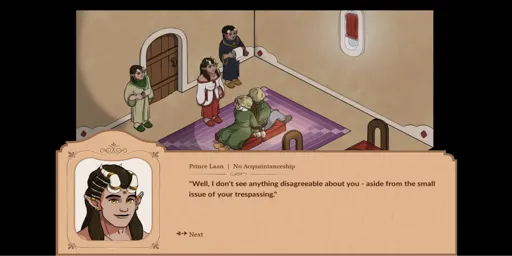 Prince Laan | No Acquaintanceship
"Well, I don't see anything disagreeable about you - aside from the small
issue of your trespassing."
Next